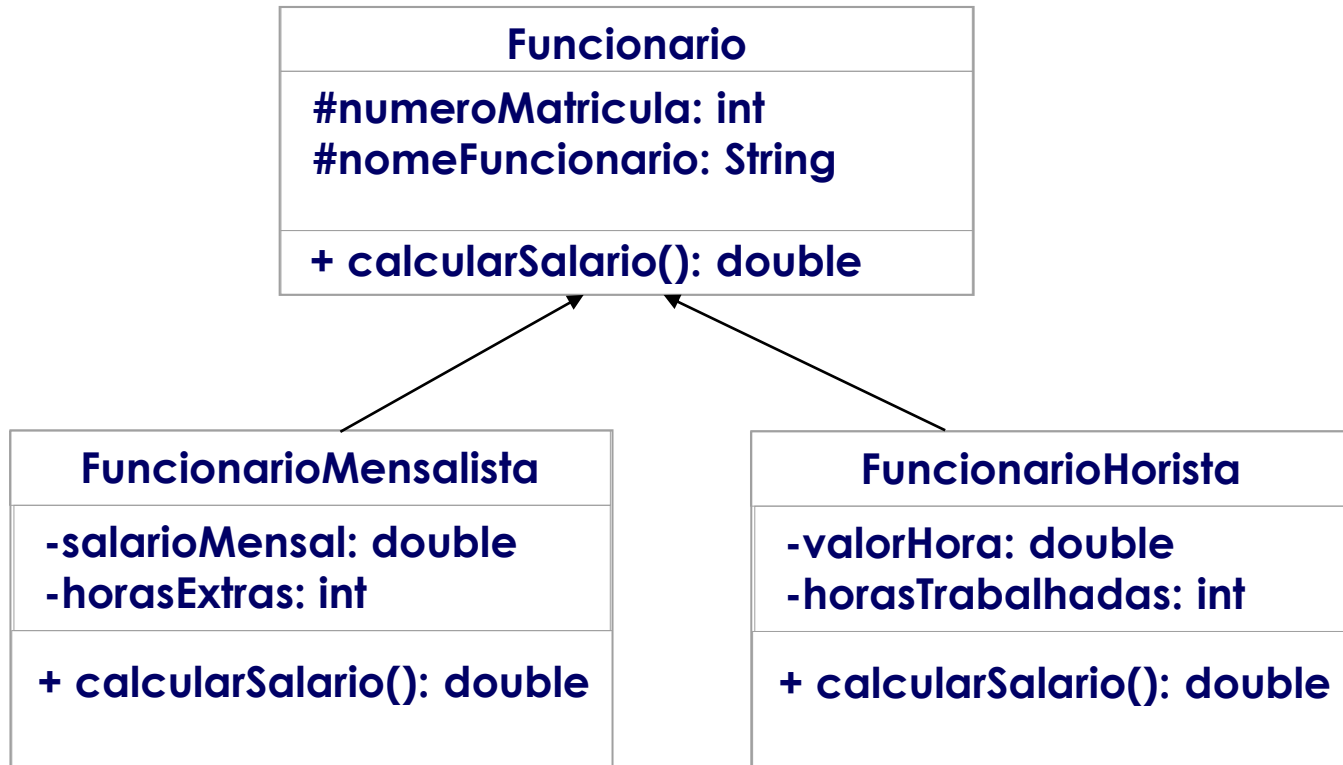 Funcionario
#numeroMatricula: int
#nomeFuncionario: String
+ calcularSalario(): double
FuncionarioMensalista
-salarioMensal: double
-horasExtras: int
+ calcularSalario(): double
FuncionarioHorista
-valorHora: double
-horasTrabalhadas: int
+ calcularSalario(): double